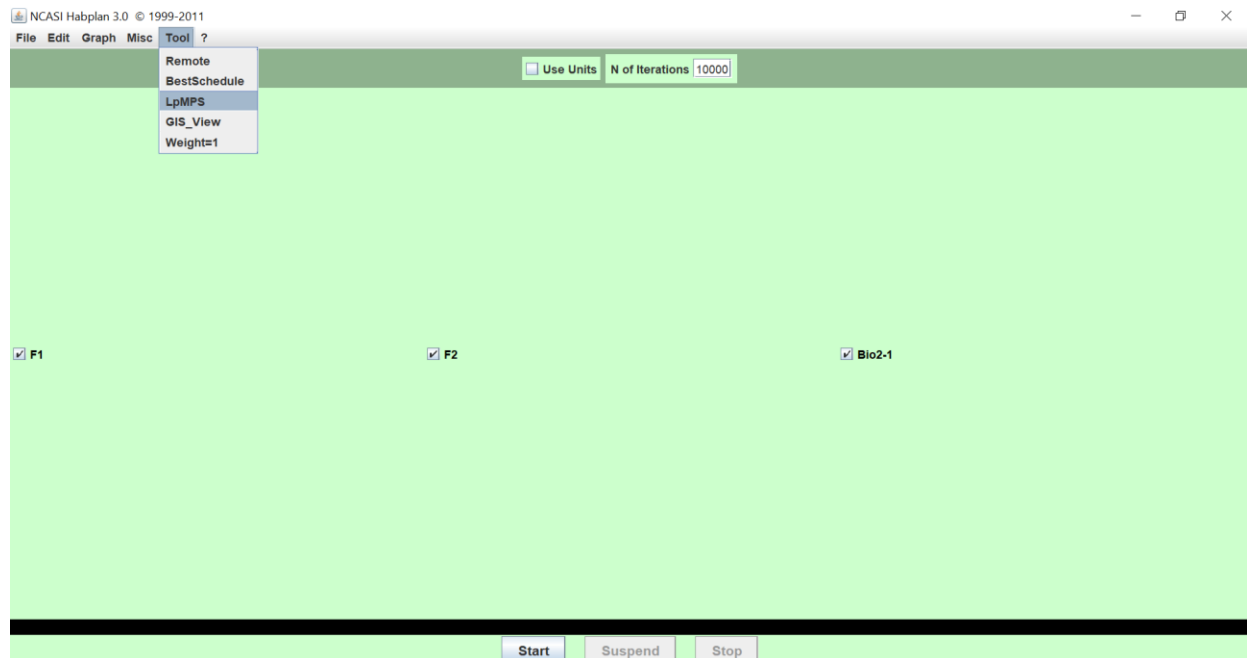 NCASI Habplan 3.0 © 1999-2011
File Edit Graph Misc Tool ?
Remote
BestSchedule
LpMPS
GIS_View
Weight=1
Use Units N of Iterations 10000
F1 F2 Bio2-1
Start Suspend Stop